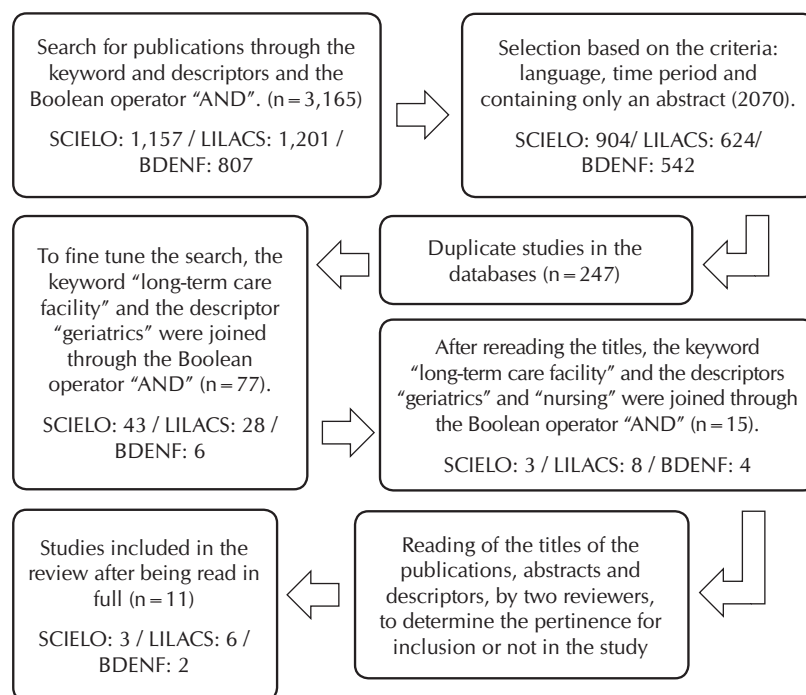 Search for publications through the
keyword and descriptors and the
Boolean operator “AND”. (n = 3,165)
SCIELO: 1,157 / LILACS: 1,201 /
BDENF: 807
Selection based on the criteria:
language, time period and
containing only an abstract (2070).
SCIELO: 904/ LILACS: 624/
BDENF: 542
Duplicate studies in the
databases (n = 247)
To fine tune the search, the
keyword “long-term care
facility” and the descriptor
“geriatrics” were joined
through the Boolean
operator “AND” (n = 77).
SCIELO: 43 / LILACS: 28 /
BDENF: 6
After rereading the titles, the keyword
“long-term care facility” and the descriptors
“geriatrics” and “nursing” were joined through
the Boolean operator “AND” (n = 15).
SCIELO: 3 / LILACS: 8 / BDENF: 4
Reading of the titles of the
publications, abstracts and
descriptors, by two reviewers,
to determine the pertinence for
inclusion or not in the study
Studies included in the
review after being read in
full (n = 11)
SCIELO: 3 / LILACS: 6 /
BDENF: 2